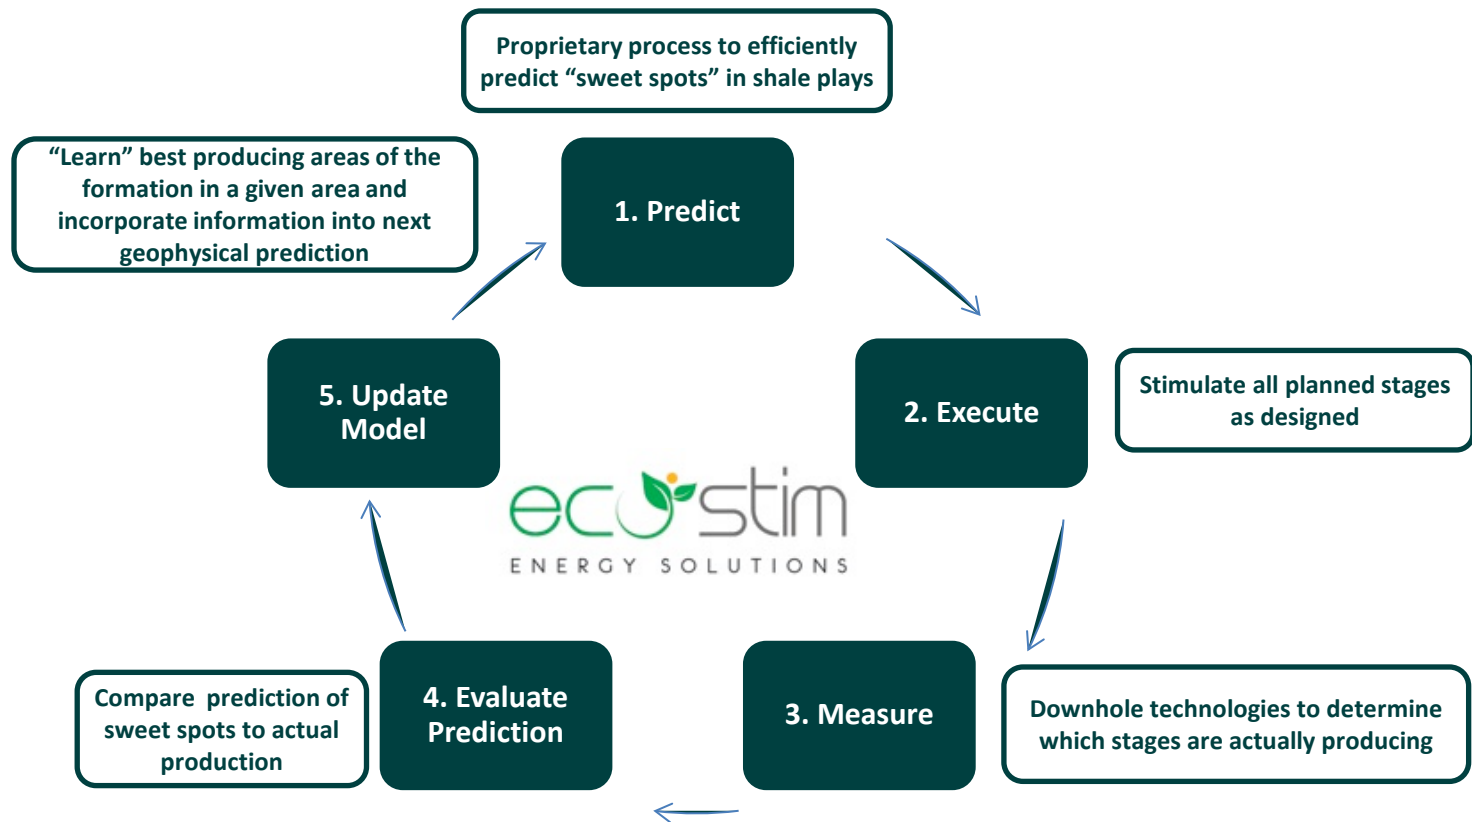 Proprietary process to efficiently
predict “sweet spots” in shale plays
1. Predict
“Learn” best producing areas of the
formation in a given area and
incorporate information into next
geophysical prediction
2. Execute
Stimulate all planned stages
as designed
5. Update
Model
ecostim
ENERGY SOLUTIONS
3. Measure
Downhole technologies to determine
which stages are actually producing
4. Evaluate
Prediction
Compare prediction of
sweet spots to actual
production